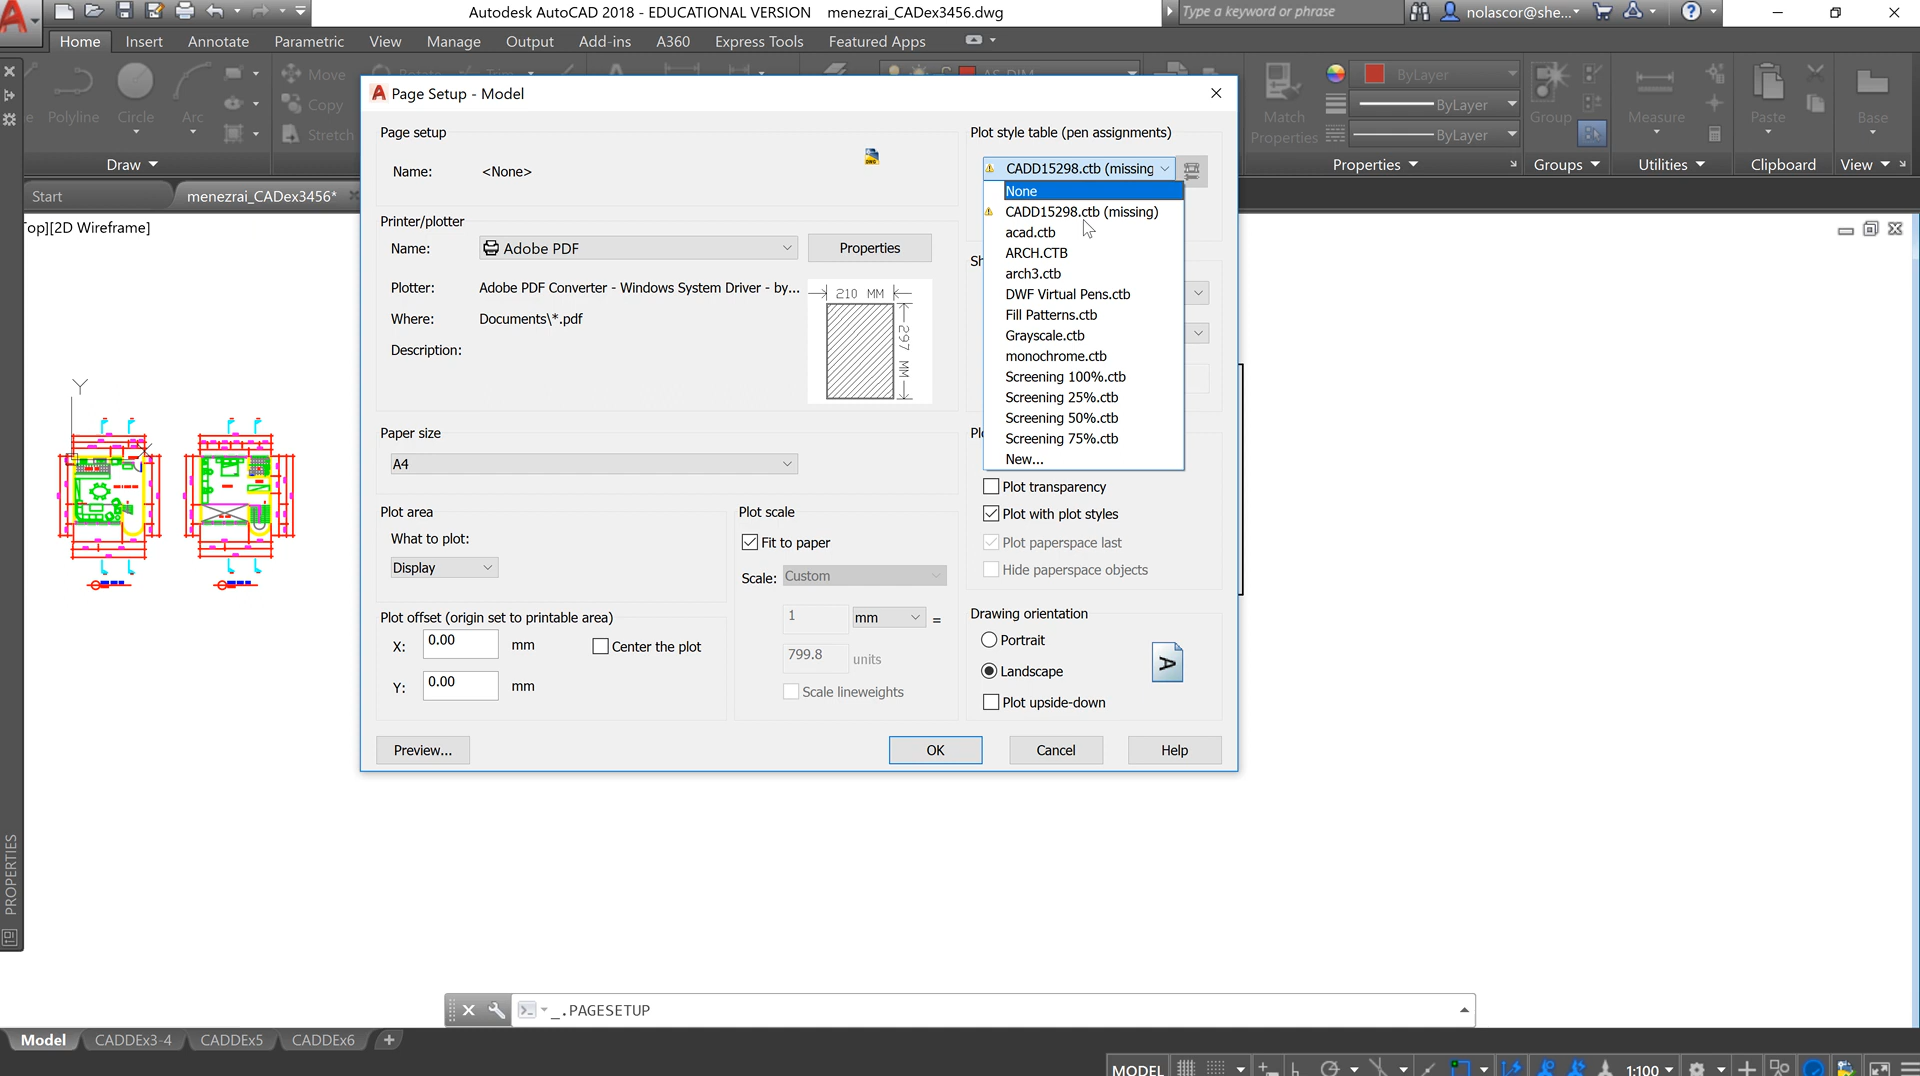 Autodesk AutoCAD 2018 - EDUCATIONAL VERSION menezrai_CADex3456.dwg
Type a keyword or phrase
nolascor@she...
Home Insert Annotate Parametric View Manage Output Add-ins A360 Express Tools Featured Apps
Polyline Circle Arc
Move
Copy
Stretch
Draw
Match
Properties
ByLayer
ByLayer
ByLayer
Properties
Group
Groups
Measure
Utilities
Paste
Clipboard
Base
View
Start
menezrai_CADex3456*
op][2D Wireframe]
Y
Page Setup - Model
Page setup
Name: <None>
DWG
Printer/plotter
Name: Adobe PDF
Properties
Plotter: Adobe PDF Converter - Windows System Driver - by...
Where: Documents\*.pdf
Description:
210 MM
297 MM
Paper size
A4
Plot area
What to plot:
Display
Plot scale
Fit to paper
Scale: Custom
1 mm =
799.8 units
Scale lineweights
Plot offset (origin set to printable area)
X: 0.00 mm
Center the plot
Y: 0.00 mm
Plot style table (pen assignments)
CADD15298.ctb (missing
None
CADD15298.ctb (missing)
acad.ctb
ARCH.CTB
arch3.ctb
DWF Virtual Pens.ctb
Fill Patterns.ctb
Grayscale.ctb
monochrome.ctb
Screening 100%.ctb
Screening 25%.ctb
Screening 50%.ctb
Screening 75%.ctb
New...
Plot transparency
Plot with plot styles
Plot paperspace last
Hide paperspace objects
Drawing orientation
Portrait
Landscape
Plot upside-down
A
Preview...
OK
Cancel
Help
PROPERTIES
_.PAGESETUP
Model CADDEx3-4 CADDEx5 CADDEx6 +
MODEL
1:100